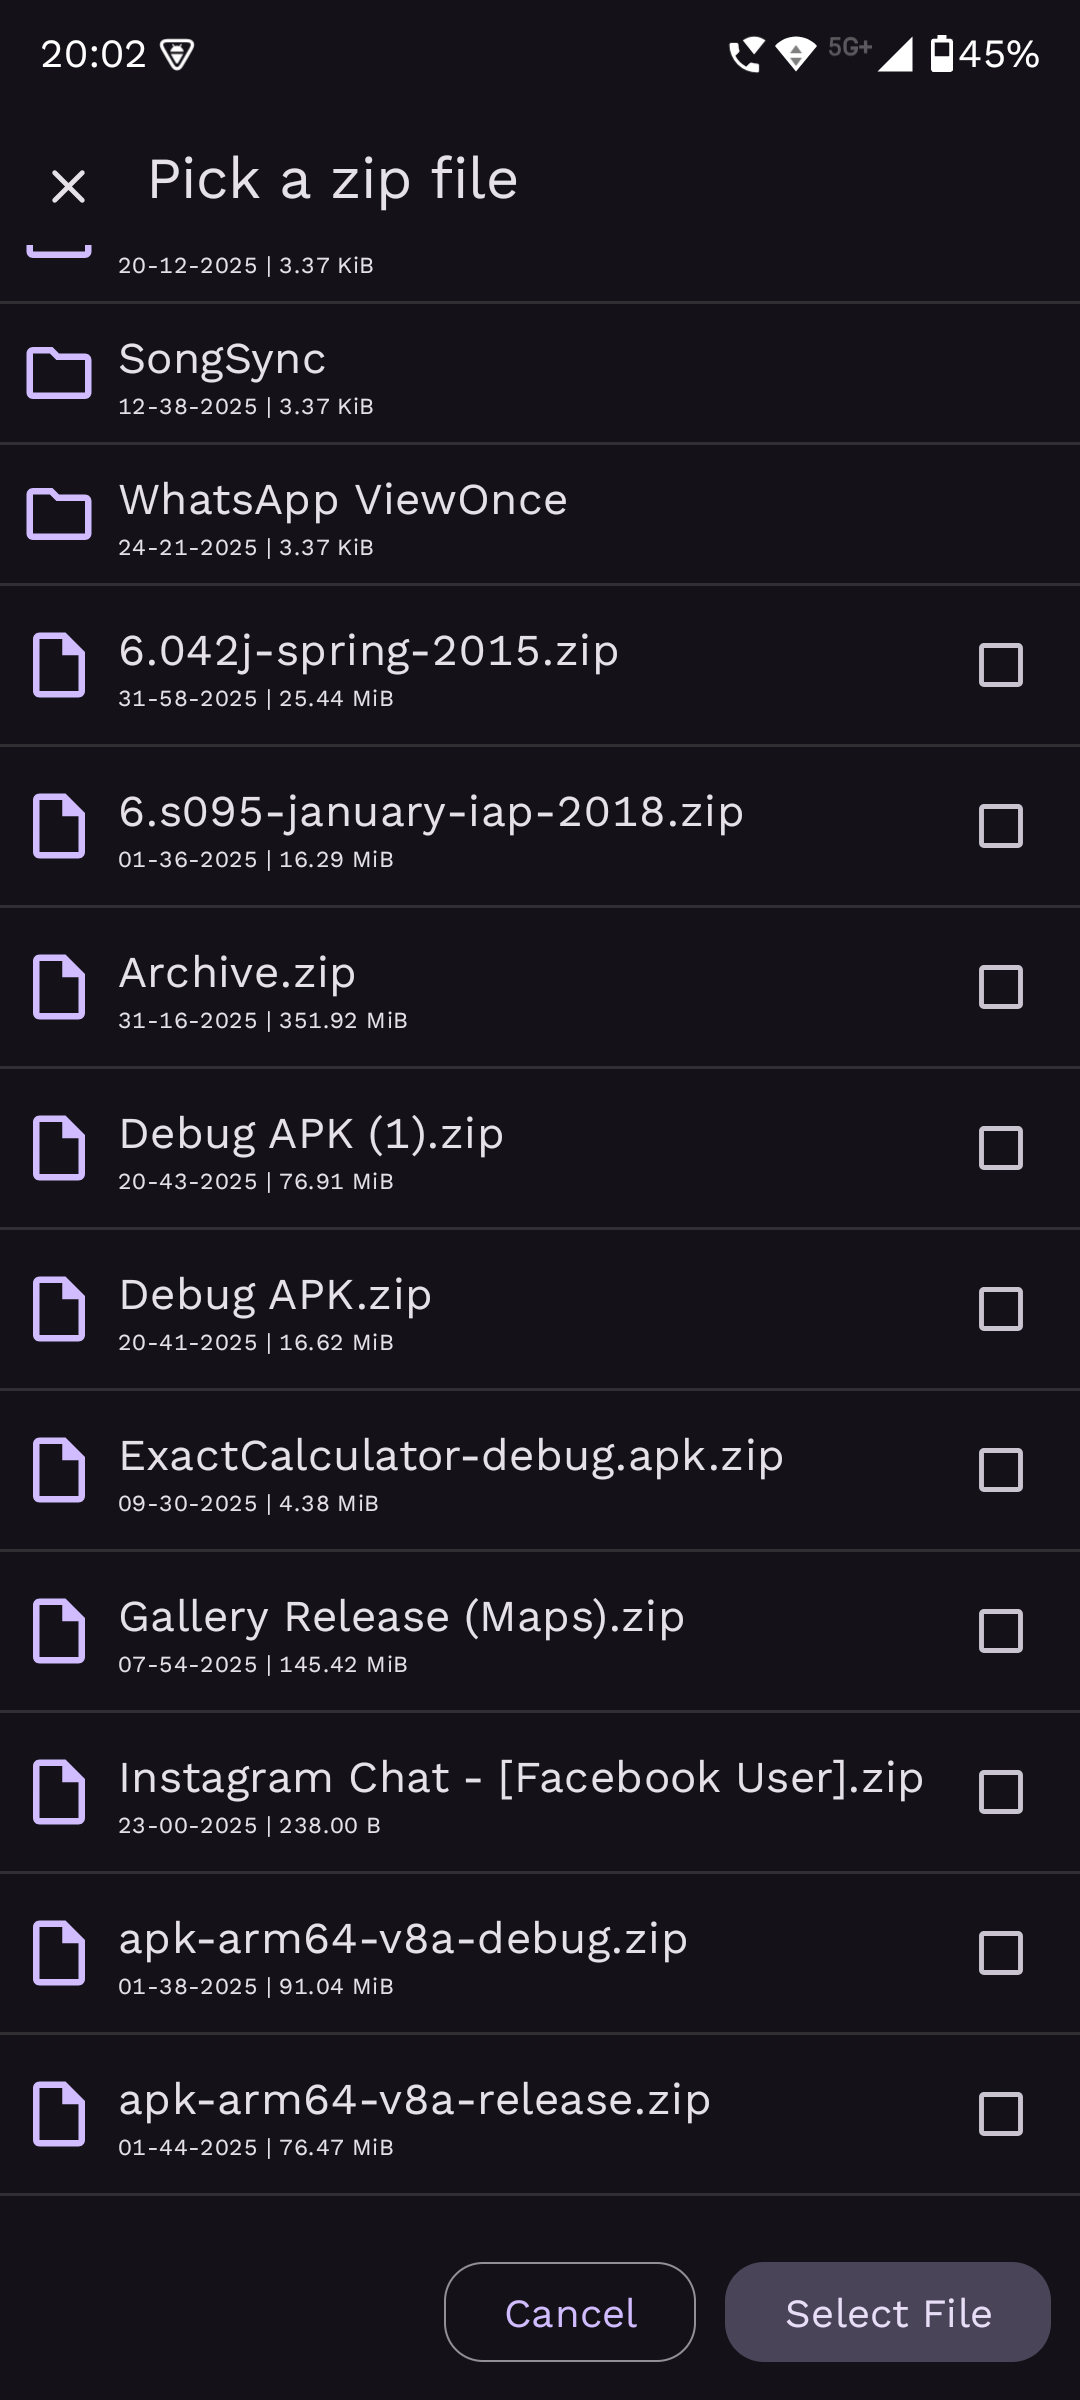 20:02
5G+
45%
Pick a zip file
20-12-2025 | 3.37 KiB
SongSync
12-38-2025 | 3.37 KiB
WhatsApp ViewOnce
24-21-2025 | 3.37 KiB
6.042j-spring-2015.zip
31-58-2025 | 25.44 MiB
6.s095-january-iap-2018.zip
01-36-2025 | 16.29 MiB
Archive.zip
31-16-2025 | 351.92 MiB
Debug APK (1).zip
20-43-2025 | 76.91 MiB
Debug APK.zip
20-41-2025 | 16.62 MiB
ExactCalculator-debug.apk.zip
09-30-2025 | 4.38 MiB
Gallery Release (Maps).zip
07-54-2025 | 145.42 MiB
Instagram Chat - [Facebook User].zip
23-00-2025 | 238.00 B
apk-arm64-v8a-debug.zip
01-38-2025 | 91.04 MiB
apk-arm64-v8a-release.zip
01-44-2025 | 76.47 MiB
Cancel
Select File